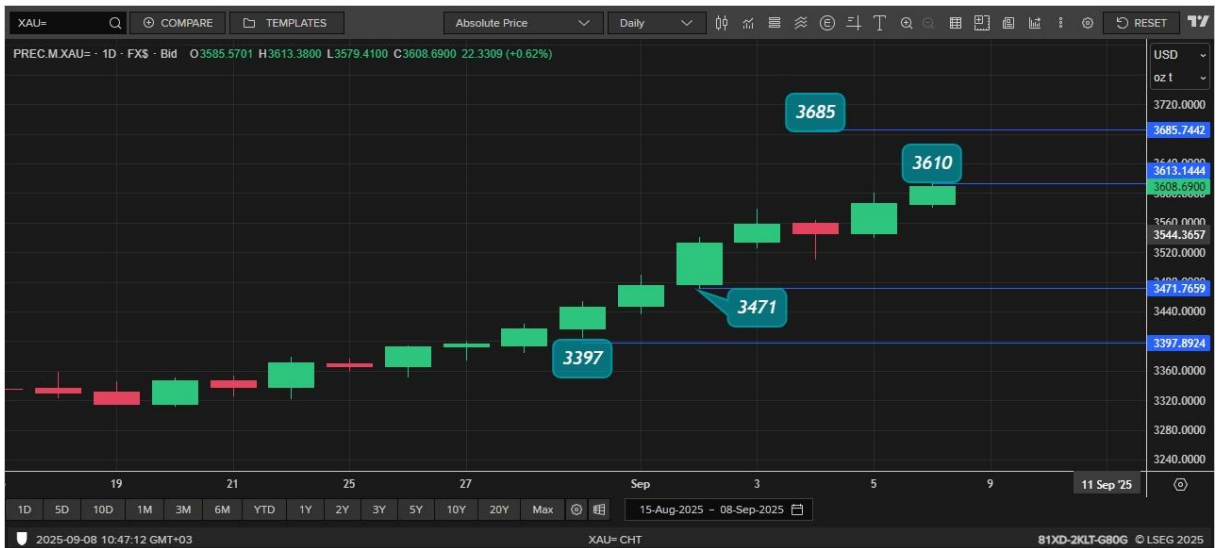 XAU= COMPARE TEMPLATES Absolute Price Daily RESET
PREC.M.XAU= · 1D · FX$ · Bid O3585.5701 H3613.3800 L3579.4100 C3608.6900 22.3309 (+0.62%)
USD
oz t
3720.0000
3685
3685.7442
3610
3640.0000
3613.1444
3608.6900
3560.0000
3544.3657
3520.0000
3471.7659
3471
3440.0000
3397.8924
3397
3360.0000
3320.0000
3280.0000
3240.0000
19 21 25 27 Sep 3 5 9 11 Sep '25
1D 5D 10D 1M 3M 6M YTD 1Y 2Y 3Y 5Y 10Y 20Y Max 15-Aug-2025 - 08-Sep-2025
2025-09-08 10:47:12 GMT+03 XAU= CHT 81XD-2KLT-G80G © LSEG 2025